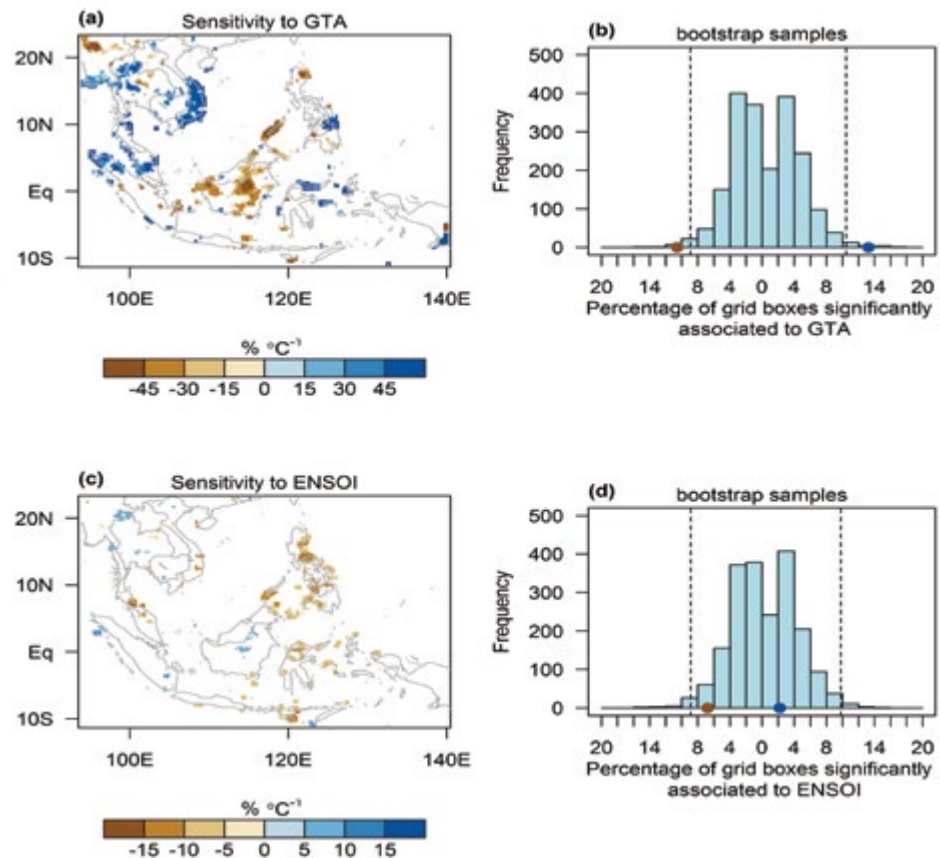 (a)
Sensitivity to GTA
20N
10N
Eq
10S
100E 120E 140E
% °C⁻¹
-45 -30 -15 0 15 30 45
(b)
bootstrap samples
500
400
300
200
100
0
Frequency
20 14 8 4 0 4 8 14 20
Percentage of grid boxes significantly
associated to GTA
(c)
Sensitivity to ENSOI
20N
10N
Eq
10S
100E 120E 140E
% °C⁻¹
-15 -10 -5 0 5 10 15
(d)
bootstrap samples
500
400
300
200
100
0
Frequency
20 14 8 4 0 4 8 14 20
Percentage of grid boxes significantly
associated to ENSOI